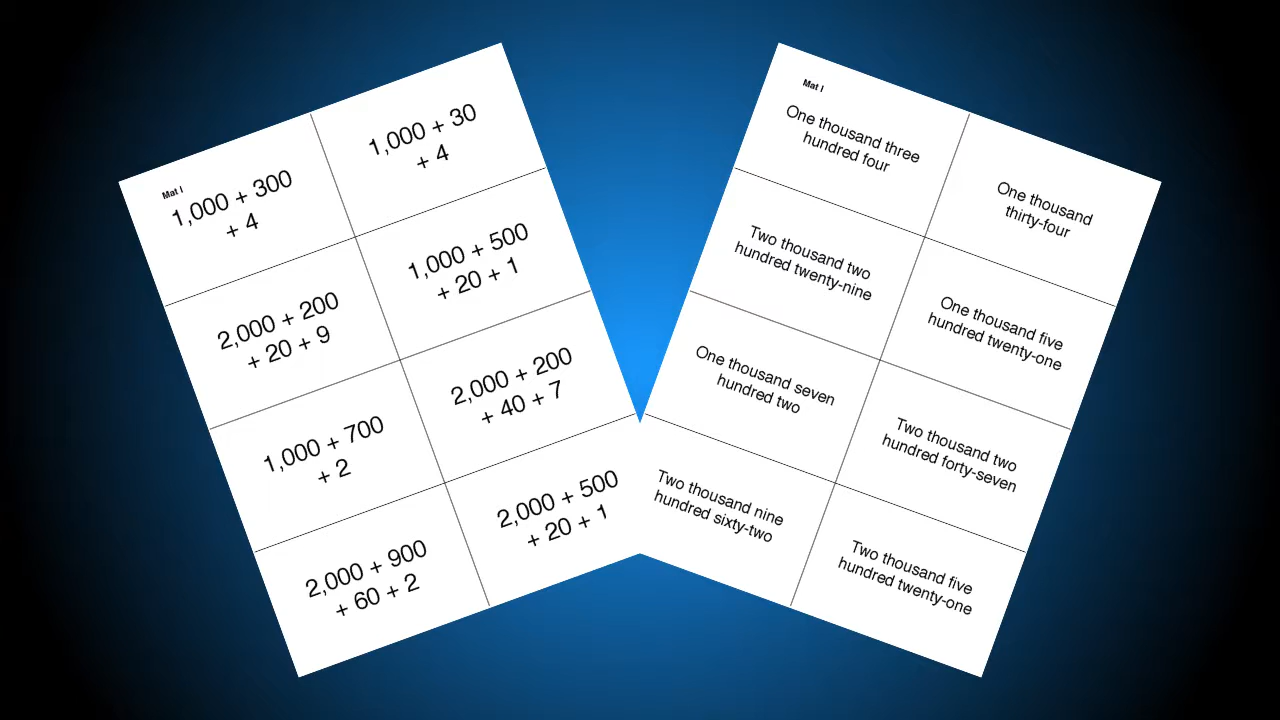 Mat I
1,000 + 300
+ 4
1,000 + 30
+ 4
2,000 + 200
+ 20 + 9
1,000 + 500
+ 20 + 1
1,000 + 700
+ 2
2,000 + 200
+ 40 + 7
2,000 + 900
+ 60 + 2
2,000 + 500
+ 20 + 1
Mat I
One thousand three
hundred four
One thousand
thirty-four
Two thousand two
hundred twenty-nine
One thousand five
hundred twenty-one
One thousand seven
hundred two
Two thousand two
hundred forty-seven
Two thousand nine
hundred sixty-two
Two thousand five
hundred twenty-one